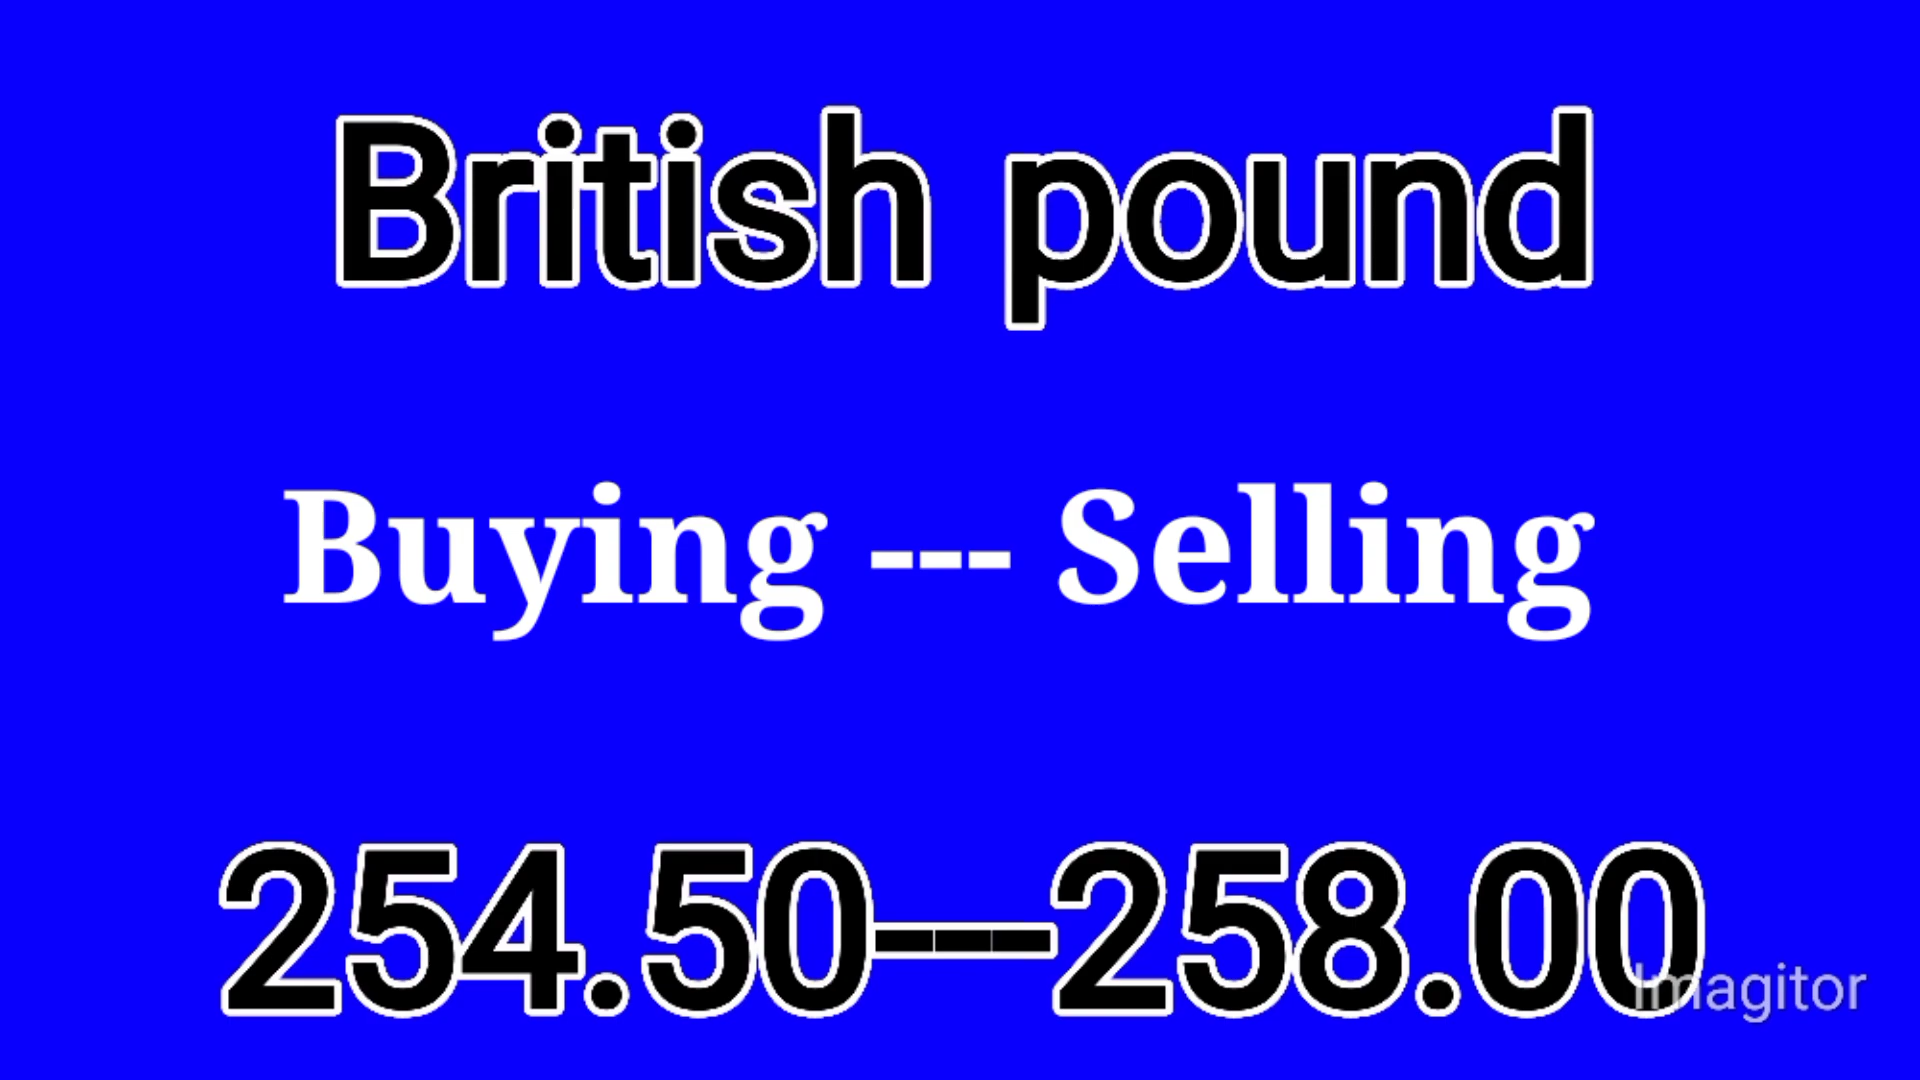 British pound
Buying --- Selling
254.50---258.00
Imagitor